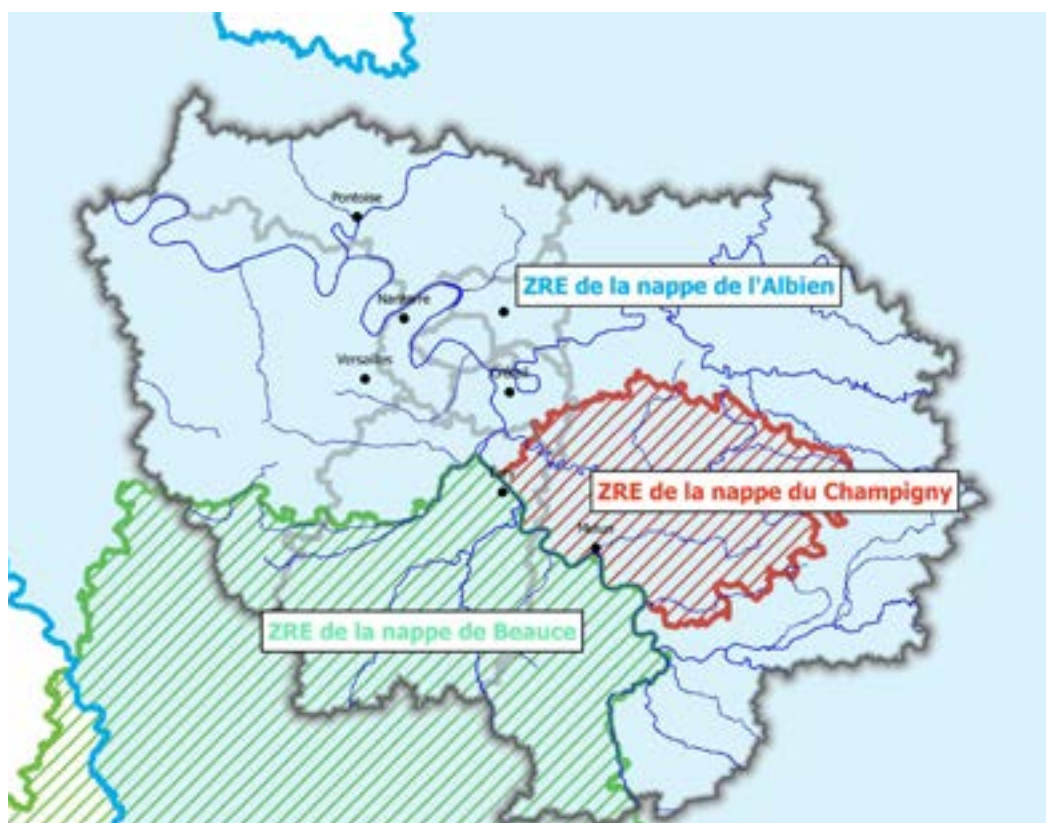 Pontoise
ZRE de la nappe de l'Albien
Nanterre
Versailles
Créteil
ZRE de la nappe du Champigny
Melun
ZRE de la nappe de Beauce